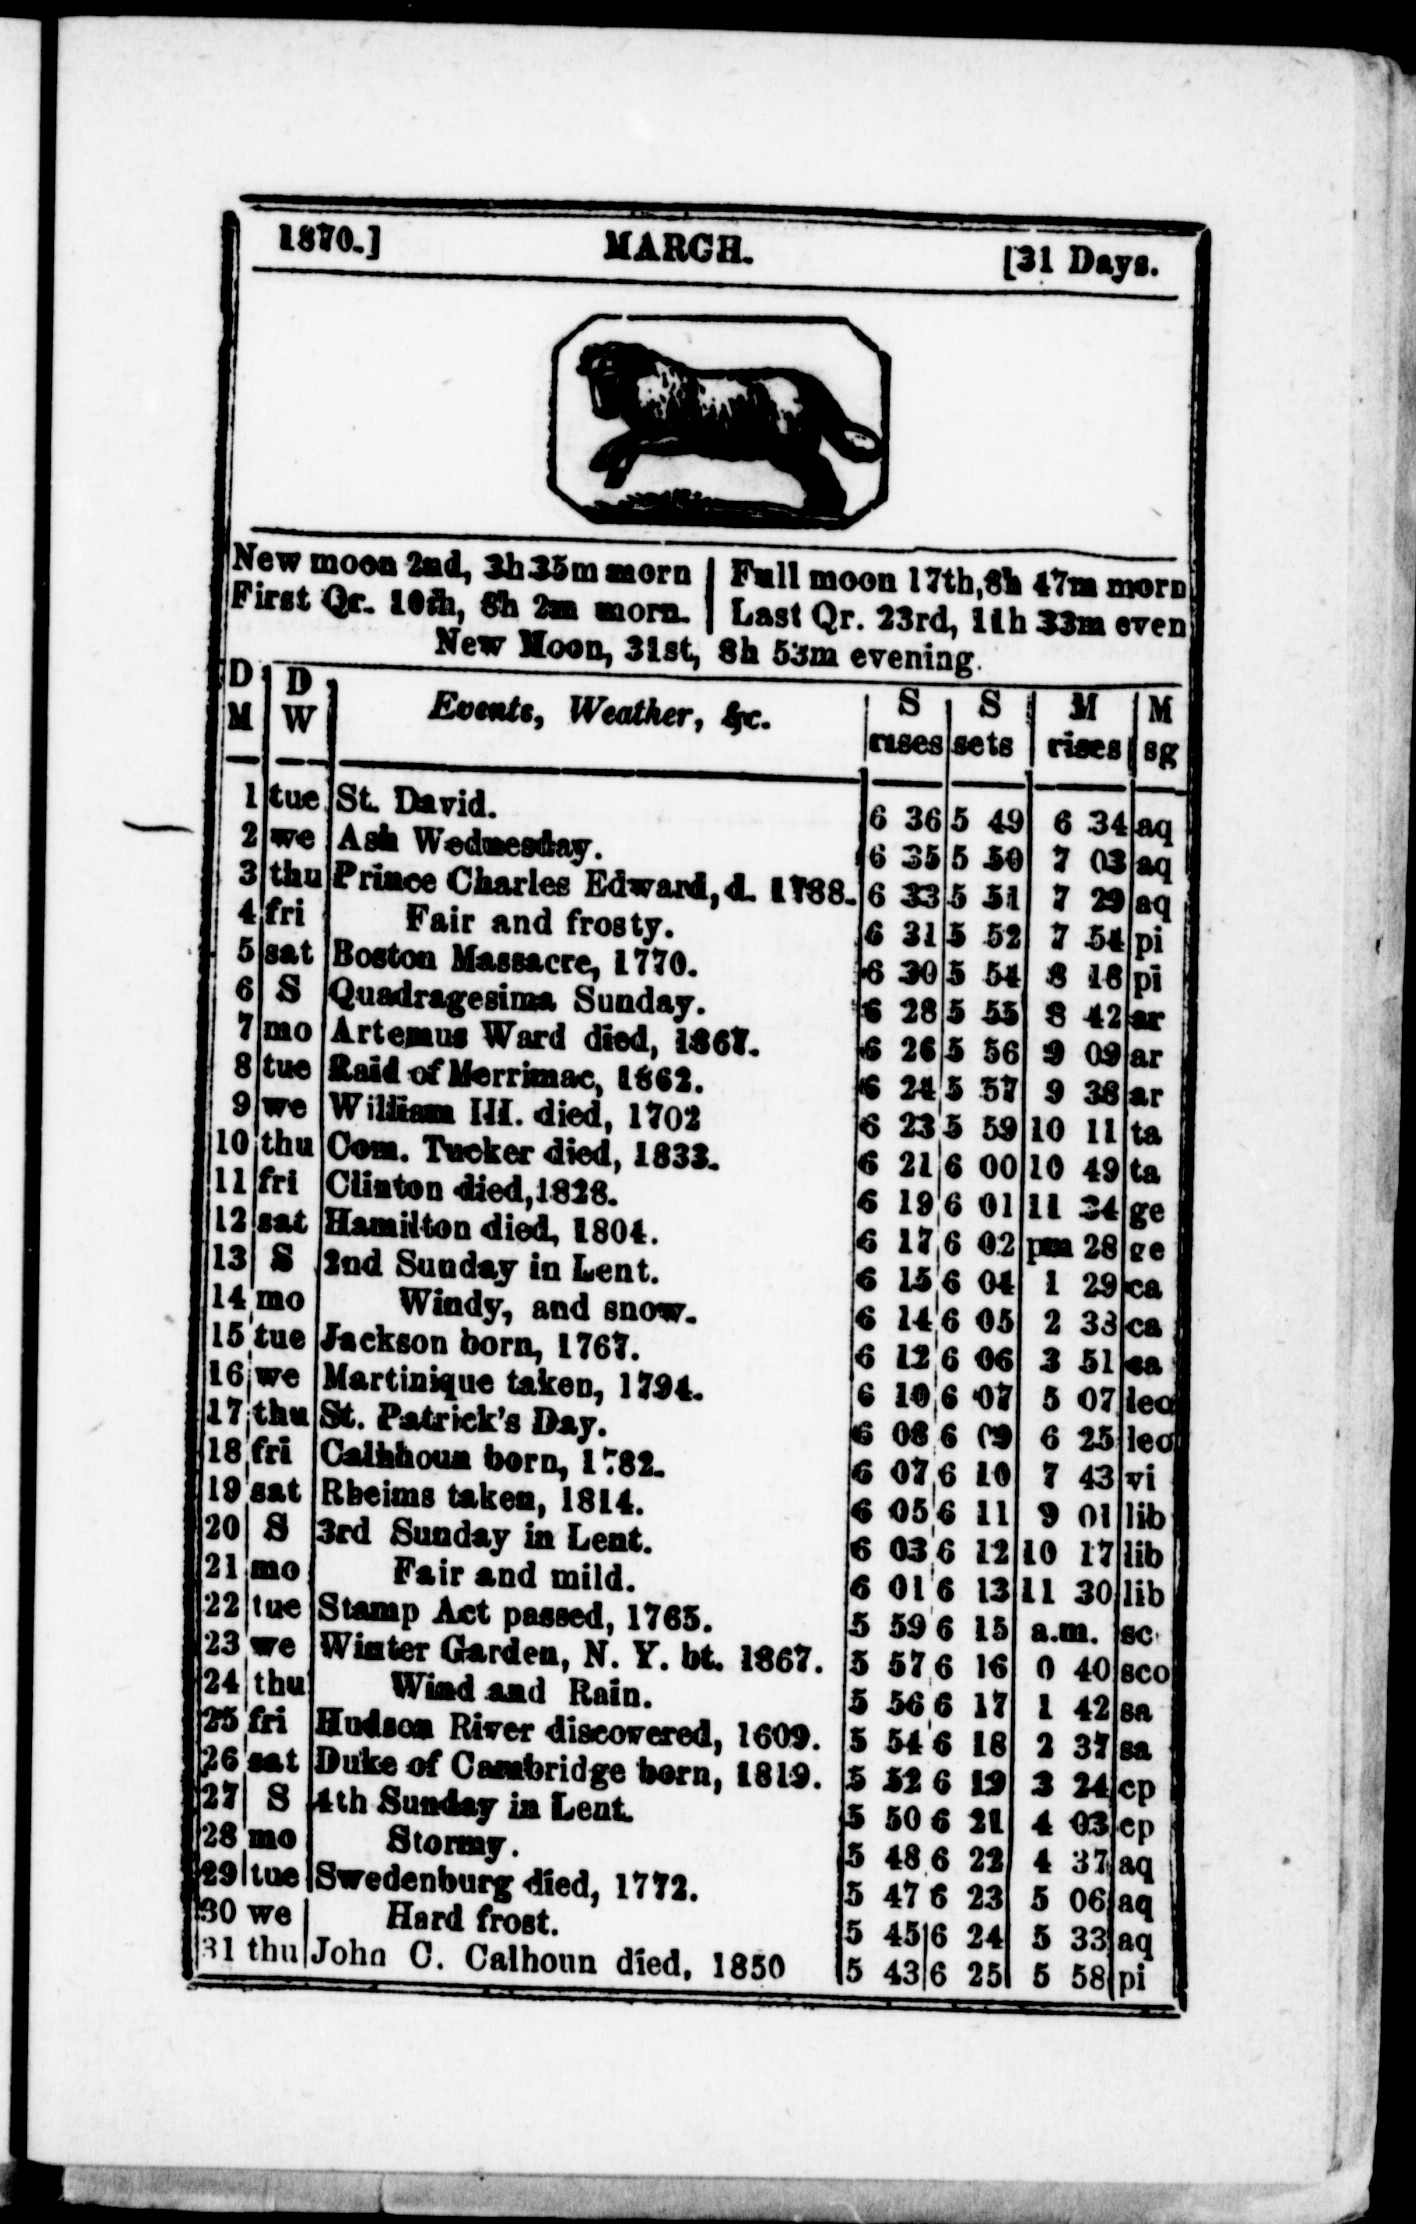 1870.] MARCH. [31 Days.
New moon 2nd, 3h 35m morn | Full moon 17th, 8h 47m morn
First Qr. 10th, 8h 2m morn. | Last Qr. 23rd, 11h 33m even
New Moon, 31st, 8h 53m evening.
D M | D W | Events, Weather, &c. | S rises | S sets | M rises | M sg
1 tue St. David. 6 36 5 49 6 34 aq
2 we Ash Wednesday. 6 35 5 50 7 03 aq
3 thu Prince Charles Edward, d. 1788. 6 33 5 51 7 29 aq
4 fri Fair and frosty. 6 31 5 52 7 54 pi
5 sat Boston Massacre, 1770. 6 30 5 54 8 18 pi
6 S Quadragesima Sunday. 6 28 5 55 8 42 ar
7 mo Artemus Ward died, 1867. 6 26 5 56 9 09 ar
8 tue Raid of Merrimac, 1862. 6 24 5 57 9 38 ar
9 we William III. died, 1702 6 23 5 59 10 11 ta
10 thu Com. Tucker died, 1833. 6 21 6 00 10 49 ta
11 fri Clinton died, 1828. 6 19 6 01 11 34 ge
12 sat Hamilton died, 1804. 6 17 6 02 pm 28 ge
13 S 2nd Sunday in Lent. 6 15 6 04 1 29 ca
14 mo Windy, and snow. 6 14 6 05 2 38 ca
15 tue Jackson born, 1767. 6 12 6 06 3 51 ca
16 we Martinique taken, 1794. 6 10 6 07 5 07 leo
17 thu St. Patrick's Day. 6 08 6 09 6 25 leo
18 fri Calhhoun born, 1782. 6 07 6 10 7 43 vi
19 sat Rheims taken, 1814. 6 05 6 11 9 01 lib
20 S 3rd Sunday in Lent. 6 03 6 12 10 17 lib
21 mo Fair and mild. 6 01 6 13 11 30 lib
22 tue Stamp Act passed, 1765. 5 59 6 15 a.m. sc
23 we Winter Garden, N. Y. bt. 1867. 5 57 6 16 0 40 sco
24 thu Wind and Rain. 5 56 6 17 1 42 sa
25 fri Hudson River discovered, 1609. 5 54 6 18 2 37 sa
26 sat Duke of Cambridge born, 1819. 5 52 6 19 3 24 cp
27 S 4th Sunday in Lent. 5 50 6 21 4 03 cp
28 mo Stormy. 5 48 6 22 4 37 aq
29 tue Swedenburg died, 1772. 5 47 6 23 5 06 aq
30 we Hard frost. 5 45 6 24 5 33 aq
31 thu John C. Calhoun died, 1850 5 43 6 25 5 58 pi